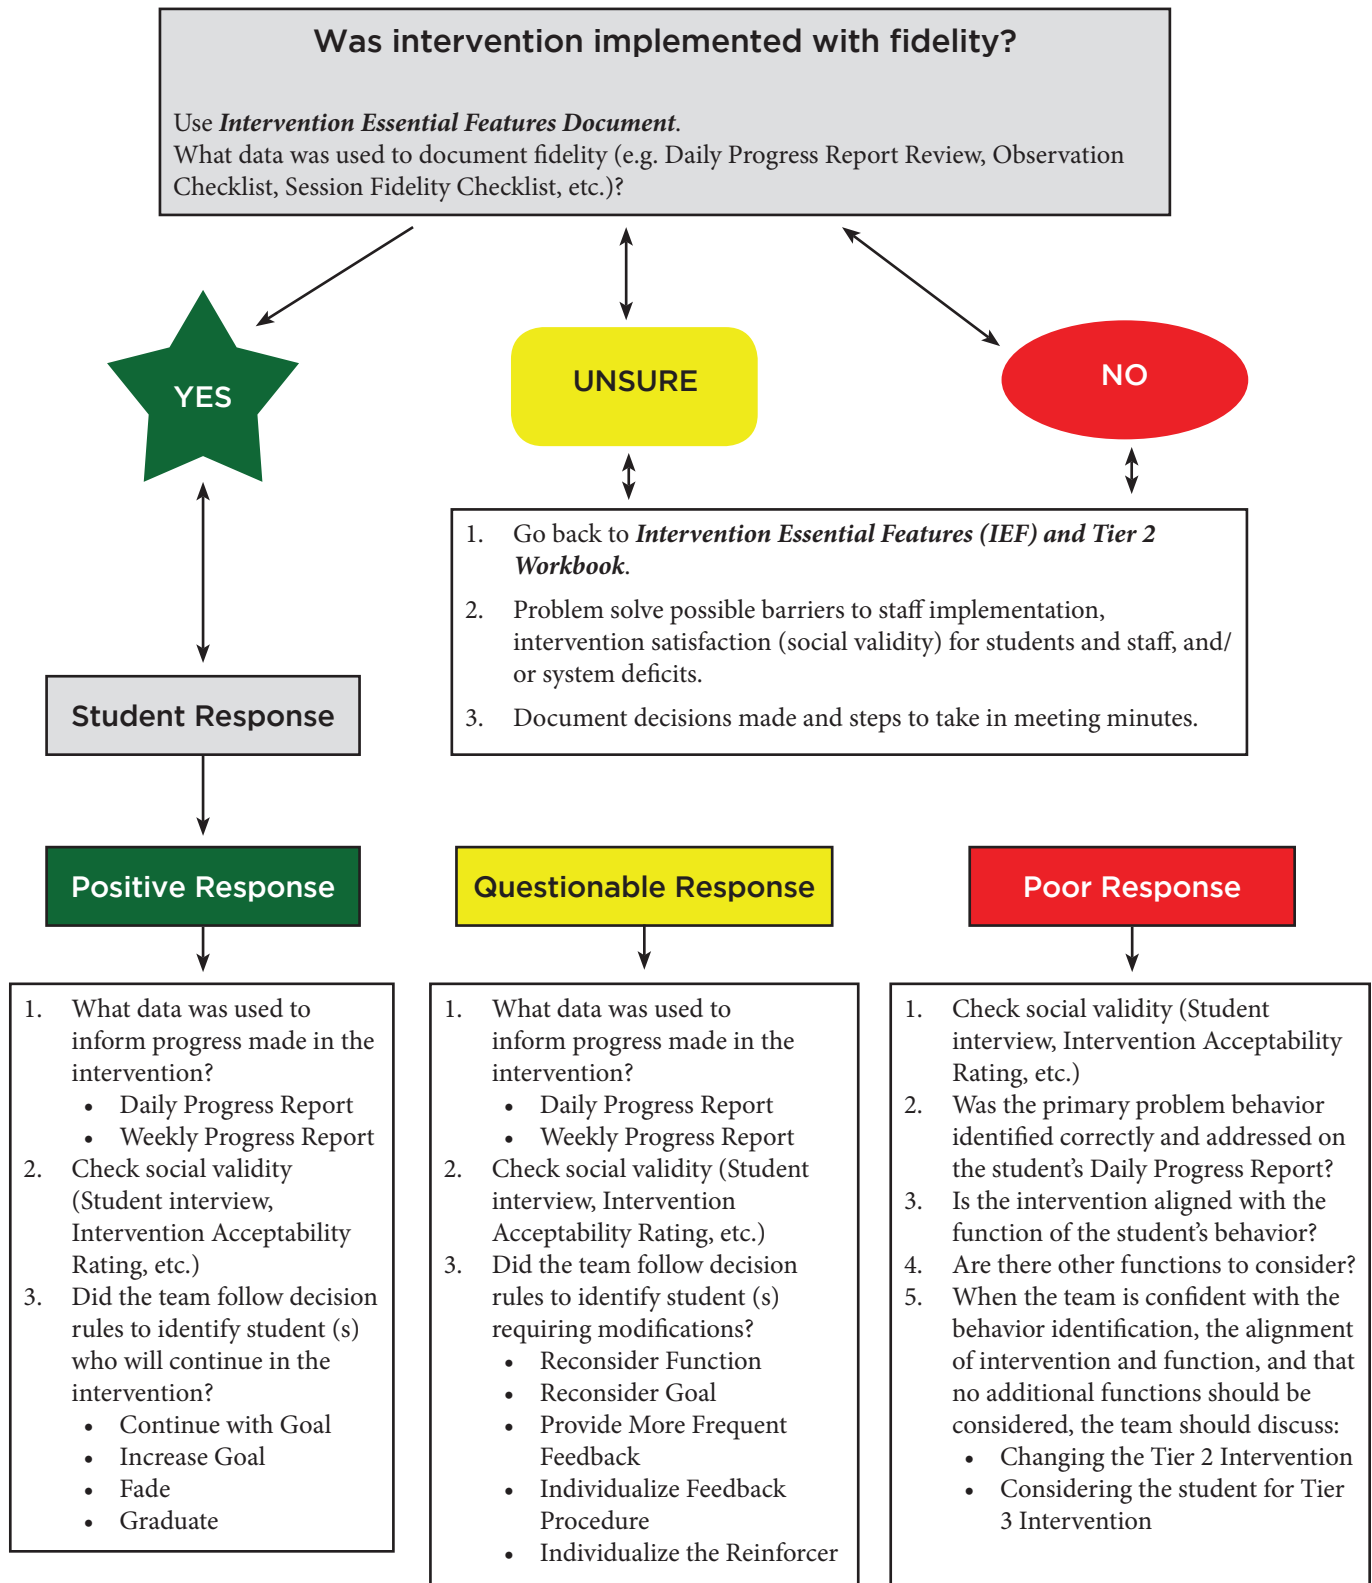 Was intervention implemented with fidelity?
Use Intervention Essential Features Document.
What data was used to document fidelity (e.g. Daily Progress Report Review, Observation
Checklist, Session Fidelity Checklist, etc.)?
YES
UNSURE
NO
1. Go back to Intervention Essential Features (IEF) and Tier 2
Workbook.
2. Problem solve possible barriers to staff implementation,
intervention satisfaction (social validity) for students and staff, and/
or system deficits.
3. Document decisions made and steps to take in meeting minutes.
Student Response
Positive Response
Questionable Response
Poor Response
1. What data was used to
inform progress made in the
intervention?
• Daily Progress Report
• Weekly Progress Report
2. Check social validity
(Student interview,
Intervention Acceptability
Rating, etc.)
3. Did the team follow decision
rules to identify student (s)
who will continue in the
intervention?
• Continue with Goal
• Increase Goal
• Fade
• Graduate
1. What data was used to
inform progress made in the
intervention?
• Daily Progress Report
• Weekly Progress Report
2. Check social validity (Student
interview, Intervention
Acceptability Rating, etc.)
3. Did the team follow decision
rules to identify student (s)
requiring modifications?
• Reconsider Function
• Reconsider Goal
• Provide More Frequent
Feedback
• Individualize Feedback
Procedure
• Individualize the Reinforcer
1. Check social validity (Student
interview, Intervention Acceptability
Rating, etc.)
2. Was the primary problem behavior
identified correctly and addressed on
the student's Daily Progress Report?
3. Is the intervention aligned with the
function of the student's behavior?
4. Are there other functions to consider?
5. When the team is confident with the
behavior identification, the alignment
of intervention and function, and that
no additional functions should be
considered, the team should discuss:
• Changing the Tier 2 Intervention
• Considering the student for Tier
3 Intervention